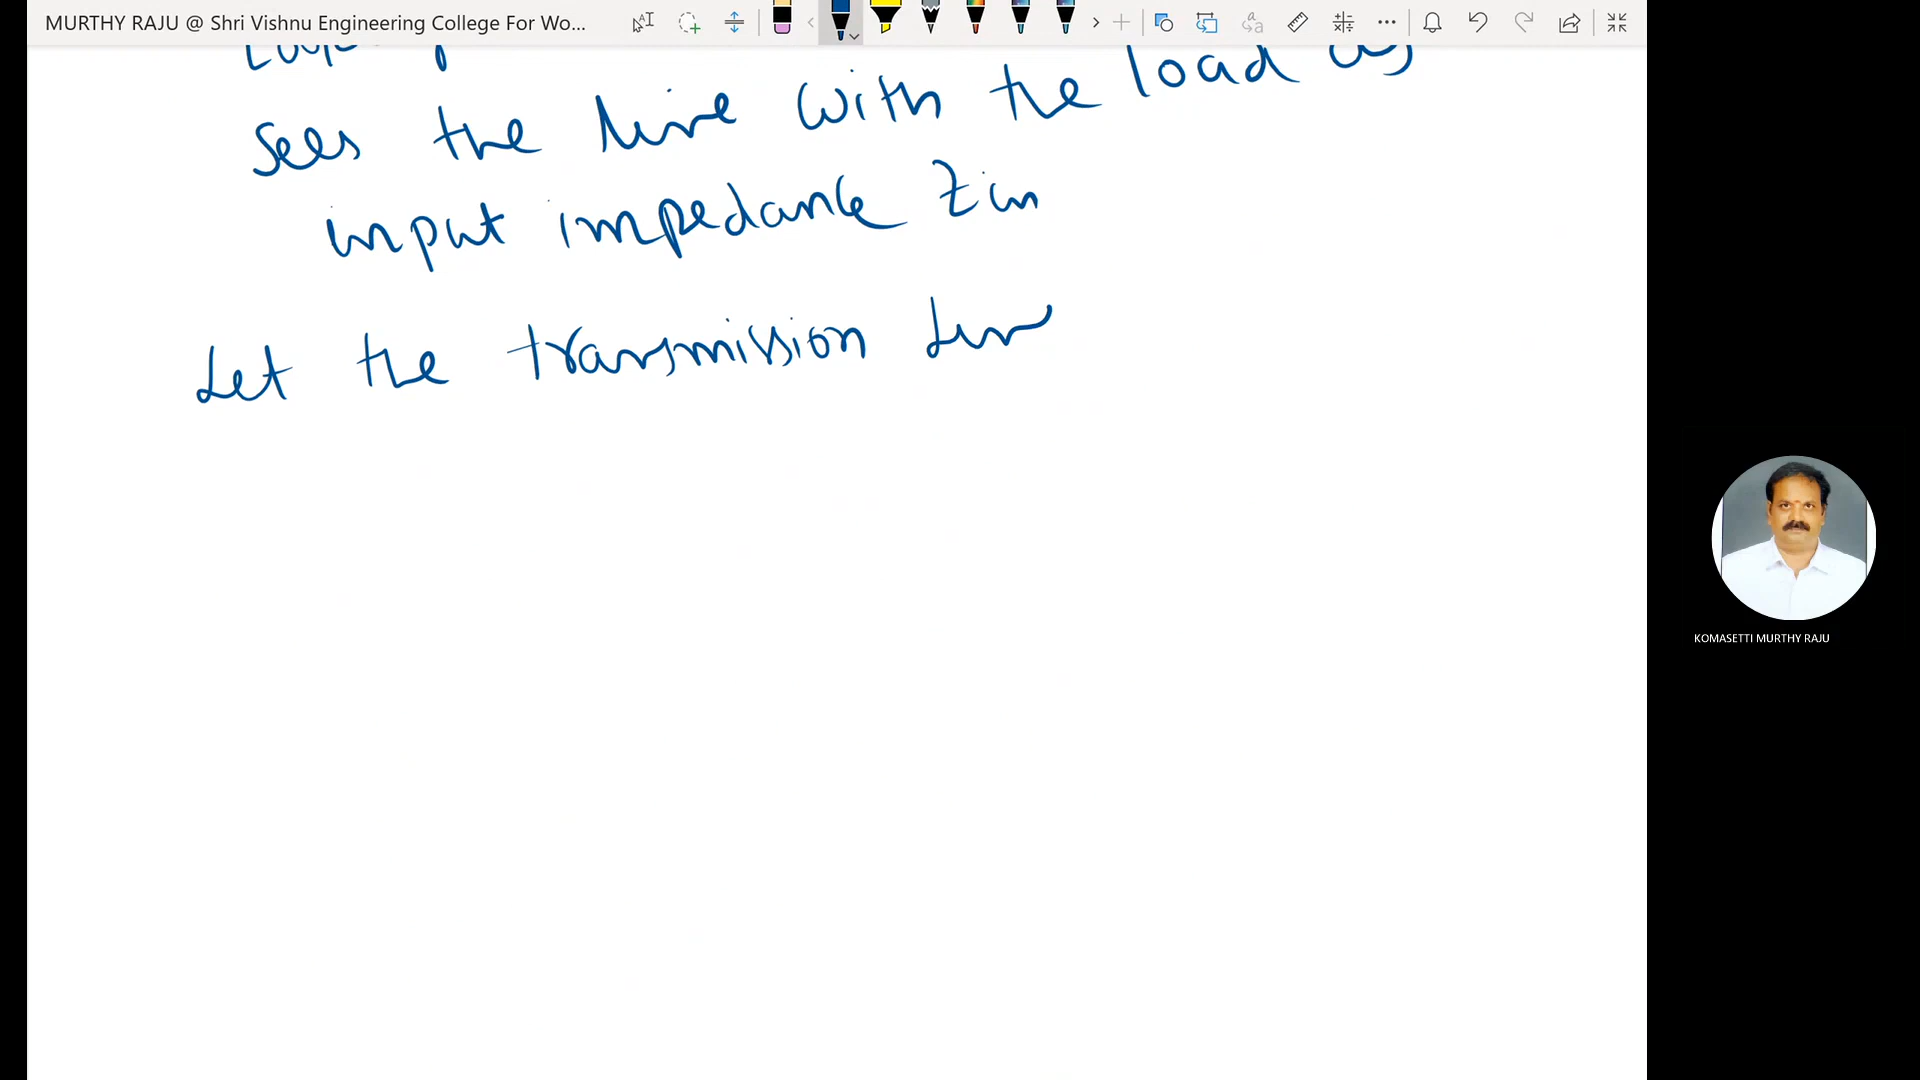 MURTHY RAJU @ Shri Vishnu Engineering College For Wo...
sees the line with the load as
input impedance Zin
Let the transmission line
KOMASETTI MURTHY RAJU